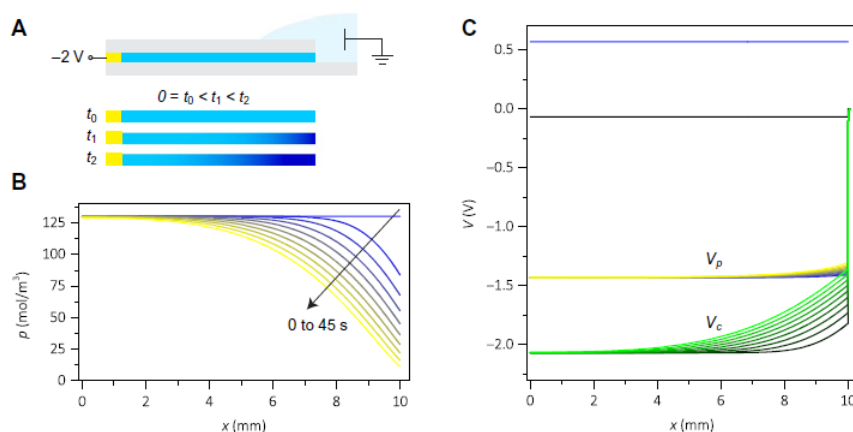 A
–2 V
0 = t0 < t1 < t2
t0
t1
t2
B
p (mol/m³)
125
100
75
50
25
0
0 to 45 s
0 2 4 6 8 10
x (mm)
C
V (V)
0.5
0.0
−0.5
−1.0
−1.5
−2.0
Vp
Vc
0 2 4 6 8 10
x (mm)